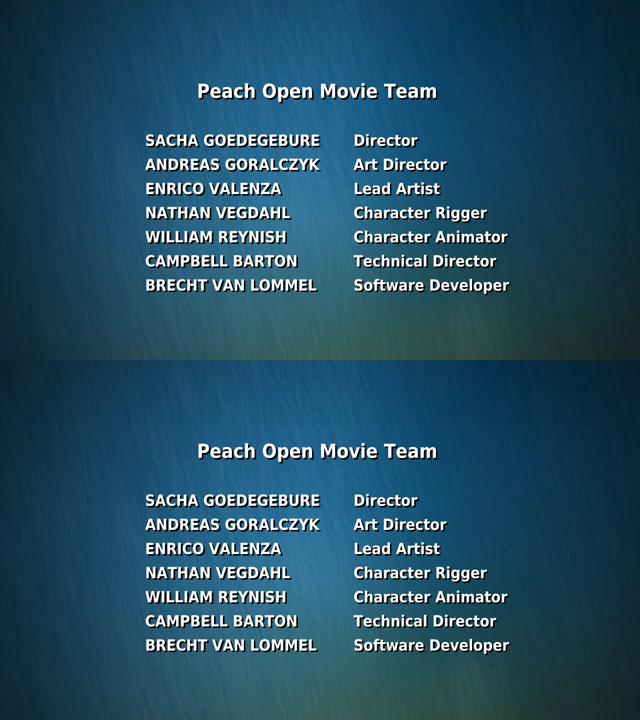 Peach Open Movie Team
SACHA GOEDEGEBURE Director
ANDREAS GORALCZYK Art Director
ENRICO VALENZA Lead Artist
NATHAN VEGDAHL Character Rigger
WILLIAM REYNISH Character Animator
CAMPBELL BARTON Technical Director
BRECHT VAN LOMMEL Software Developer
Peach Open Movie Team
SACHA GOEDEGEBURE Director
ANDREAS GORALCZYK Art Director
ENRICO VALENZA Lead Artist
NATHAN VEGDAHL Character Rigger
WILLIAM REYNISH Character Animator
CAMPBELL BARTON Technical Director
BRECHT VAN LOMMEL Software Developer